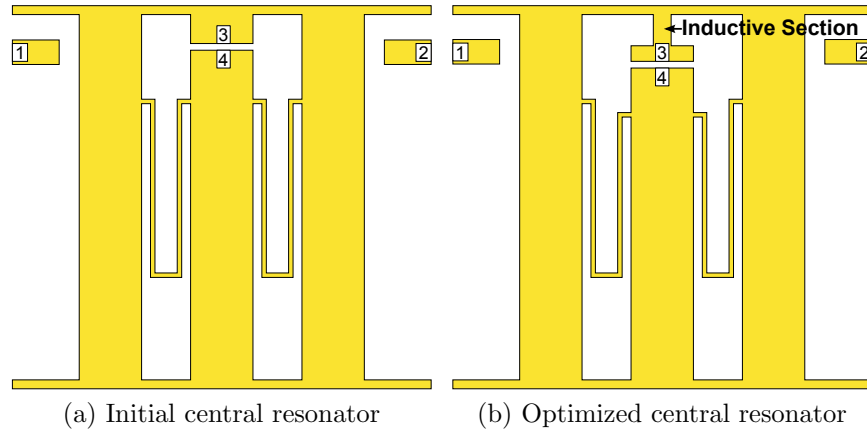 3
1
4
2
Inductive Section
3
1
4
2
(a) Initial central resonator
(b) Optimized central resonator